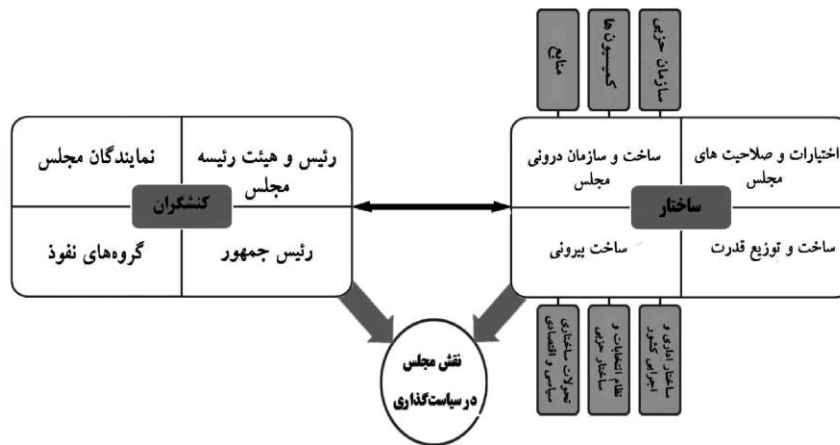 سازمان حزبی
کمیسیون ها
منابع
اختیارات و صلاحیت های
مجلس
ساخت و سازمان درونی
مجلس
ساختار
ساخت و توزیع قدرت
ساخت بیرونی
ساختار اداری و
اجرایی کشور
نظام انتخابات و
ساختار حزبی
تحولات ساختاری
سیاسی و اقتصادی
رئیس و هیئت رئیسه
مجلس
نمایندگان مجلس
کنشگران
رئیس جمهور
گروه‌های نفوذ
نقش مجلس
در سیاست‌گذاری